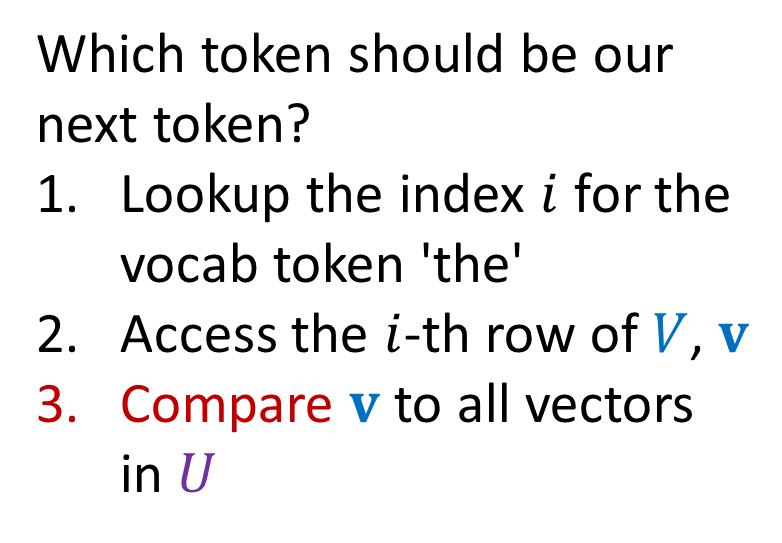 Which token should be our
next token?
1. Lookup the index i for the
vocab token 'the'
2. Access the i-th row of V, v
3. Compare v to all vectors
in U